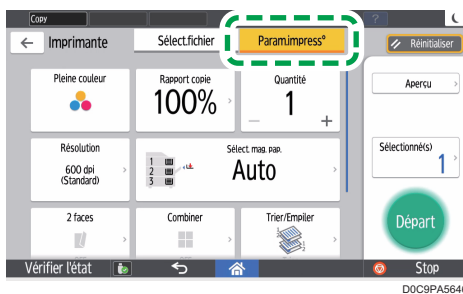 Copy
?
Imprimante
Sélect.fichier
Param.impress°
Réinitialiser
Pleine couleur
Rapport copie
100%
Quantité
1
Aperçu
Résolution
600 dpi
(Standard)
Sélect. mag. pap.
1
2
3
Auto
Sélectionné(s)
1
2 faces
Combiner
Trier/Empiler
Départ
Vérifier l'état
Stop
D0C9PA5640